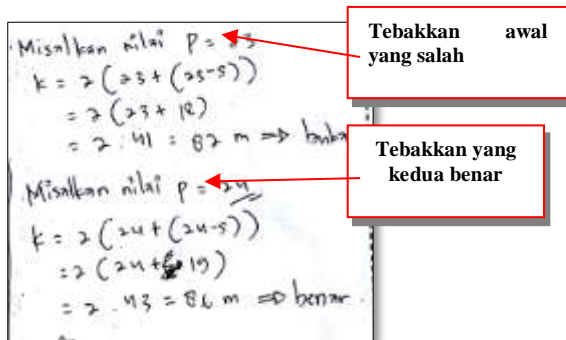 Misalkan nilai P = 23
k = 2(23 + (23-5))
= 2(23 + 18)
= 2 . 41 = 82 m ⇒
Misalkan nilai p = 24
k = 2(24 + (24-5))
= 2(24 + 19)
= 2 . 43 = 86 m ⇒ benar
Tebakkan awal
yang salah
Tebakkan yang
kedua benar